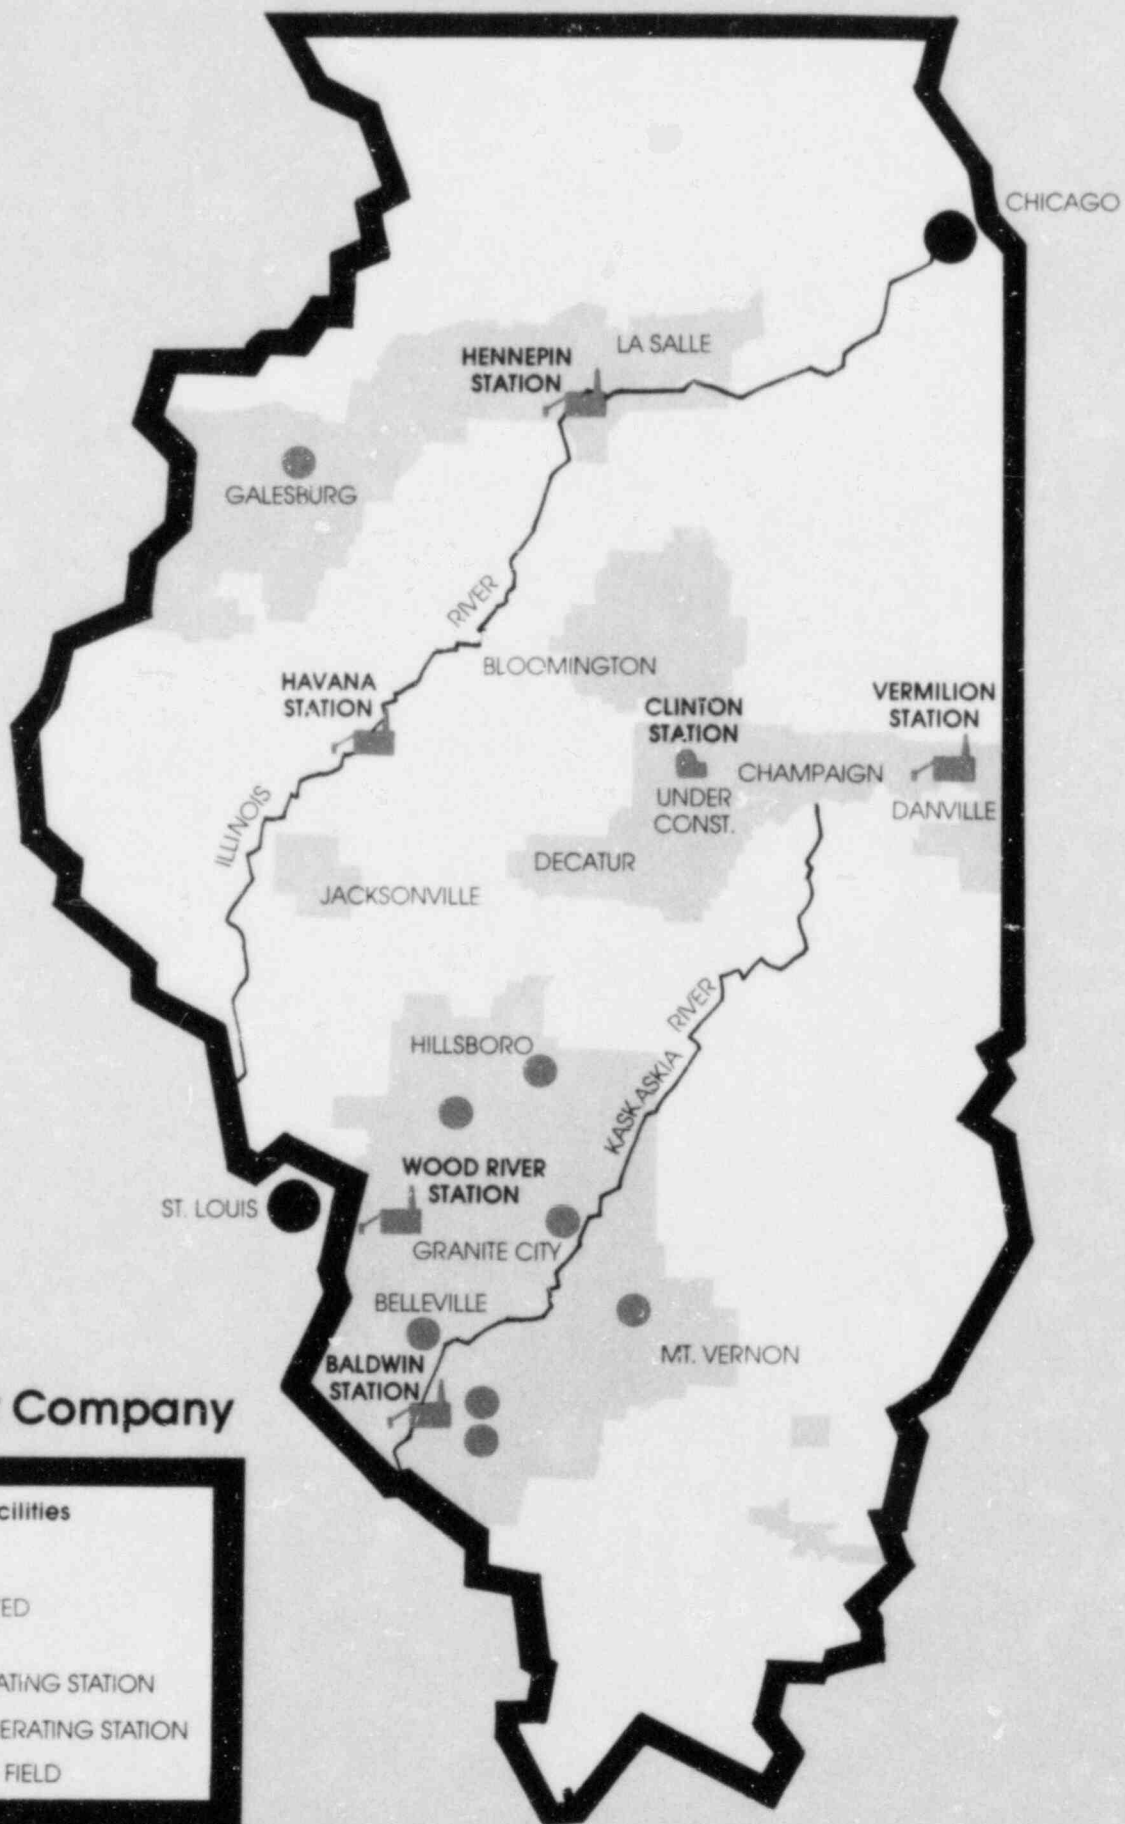 CHICAGO
LA SALLE
HENNEPIN
STATION
GALESBURG
RIVER
BLOOMINGTON
HAVANA
STATION
CLINTON
STATION
VERMILION
STATION
CHAMPAIGN
UNDER
CONST.
DANVILLE
ILLINOIS
DECATUR
JACKSONVILLE
RIVER
HILLSBORO
KASKASKIA
WOOD RIVER
STATION
ST. LOUIS
GRANITE CITY
BELLEVILLE
MT. VERNON
BALDWIN
STATION
Company
cilities
ED
ATING STATION
ERATING STATION
FIELD